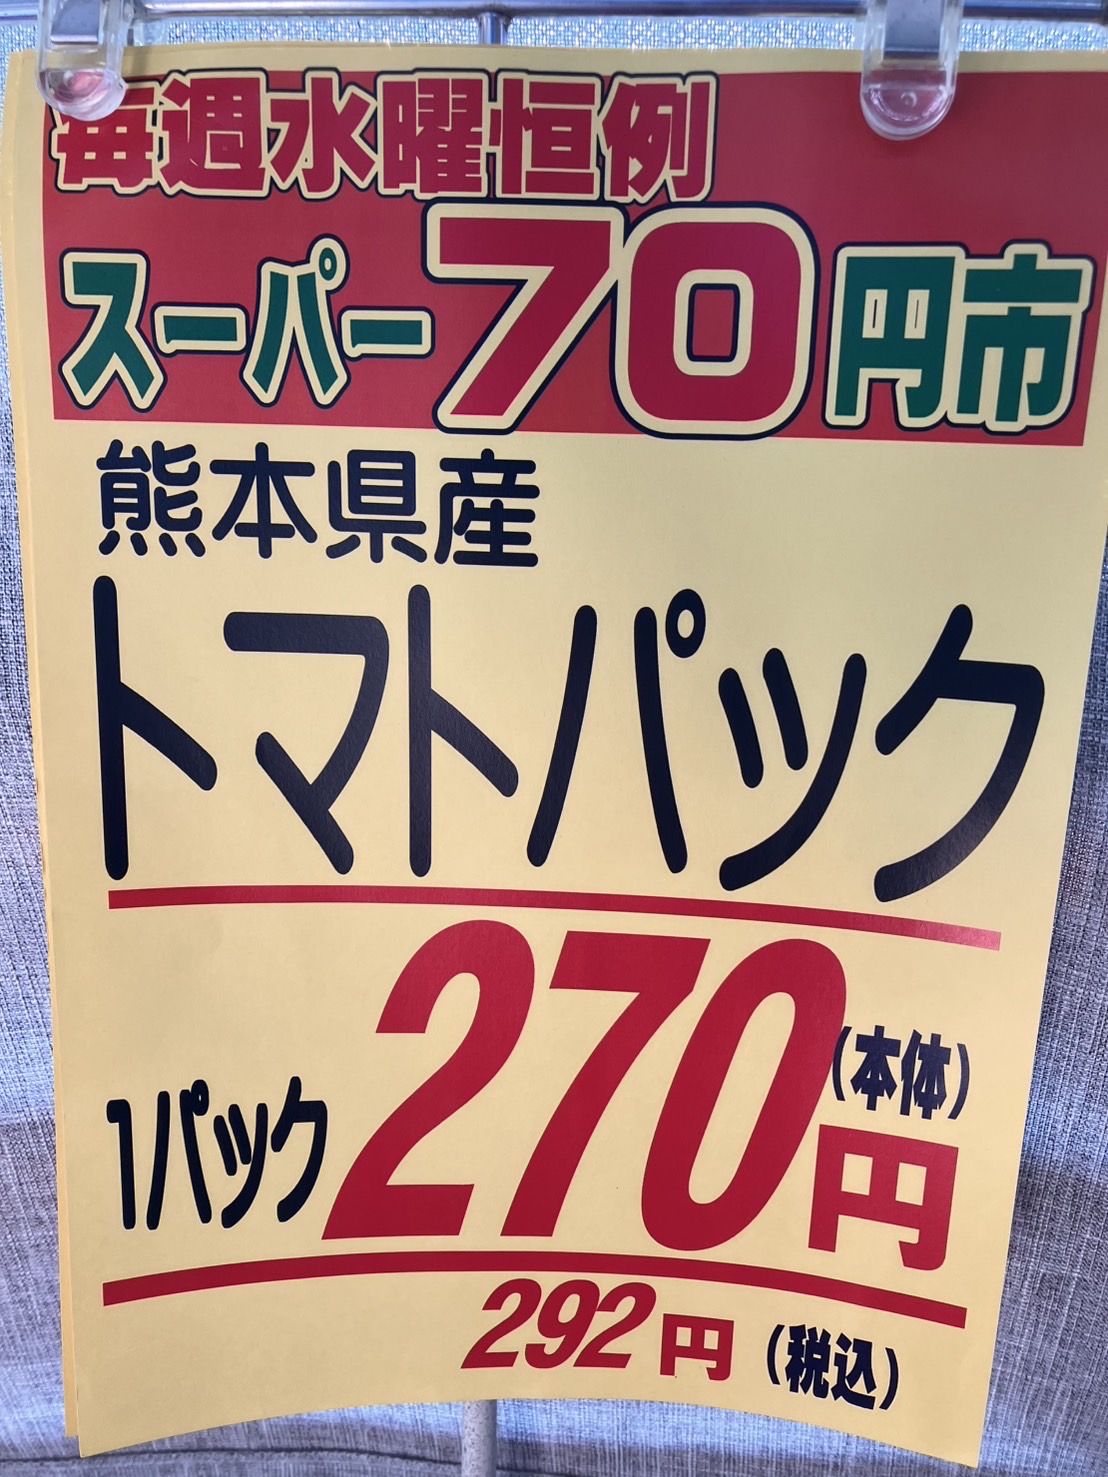 毎週水曜恒例
スーパー70円市
熊本県産
トマトパック
1パック270円(本体)
292円(税込)